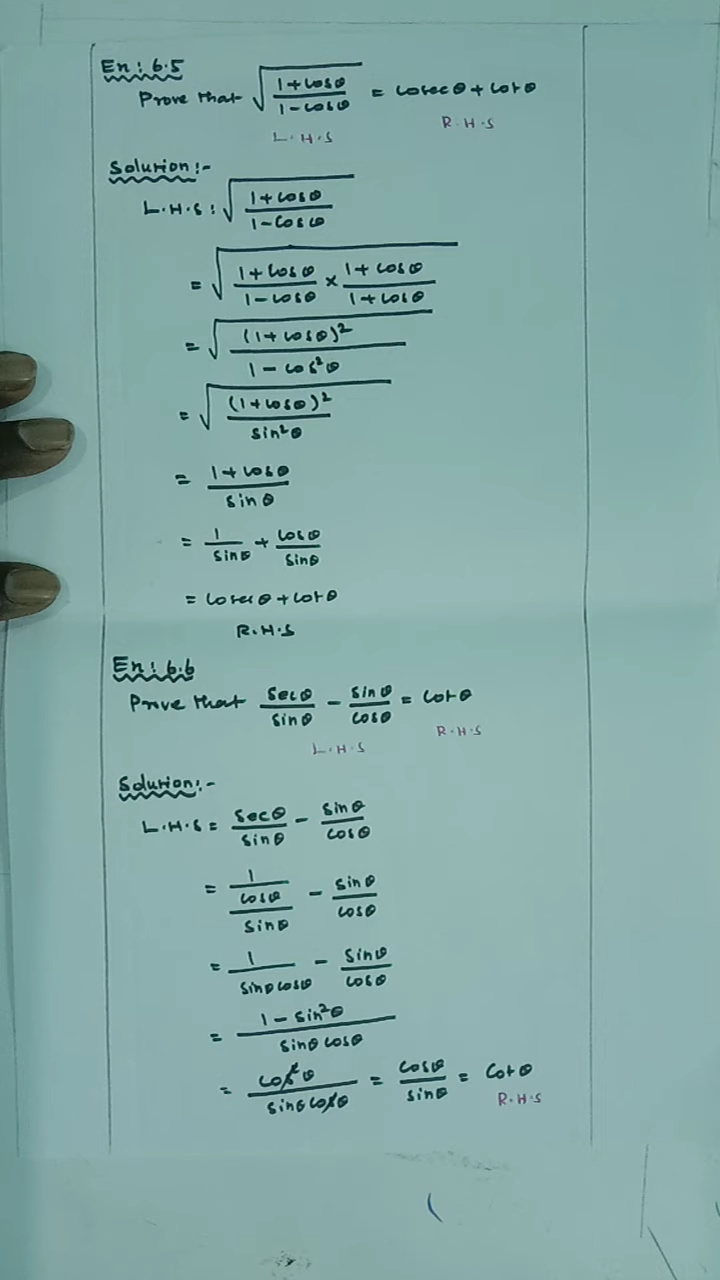 En: 6.5
Prove that √((1+cosθ)/(1-cosθ)) = cosecθ + cotθ
L.H.S R.H.S
Solution:-
L.H.S: √((1+cosθ)/(1-cosθ))
= √((1+cosθ)/(1-cosθ) × (1+cosθ)/(1+cosθ))
= √((1+cosθ)²/(1-cos²θ))
= √((1+cosθ)²/sin²θ)
= (1+cosθ)/sinθ
= 1/sinθ + cosθ/sinθ
= cosecθ + cotθ
R.H.S
En: 6.6
Prove that secθ/sinθ - sinθ/cosθ = cotθ
L.H.S R.H.S
Solution:-
L.H.S = secθ/sinθ - sinθ/cosθ
= (1/cosθ)/sinθ - sinθ/cosθ
= 1/(sinθ cosθ) - sinθ/cosθ
= (1-sin²θ)/(sinθ cosθ)
= cos²θ/(sinθ cosθ) = cosθ/sinθ = cotθ
R.H.S